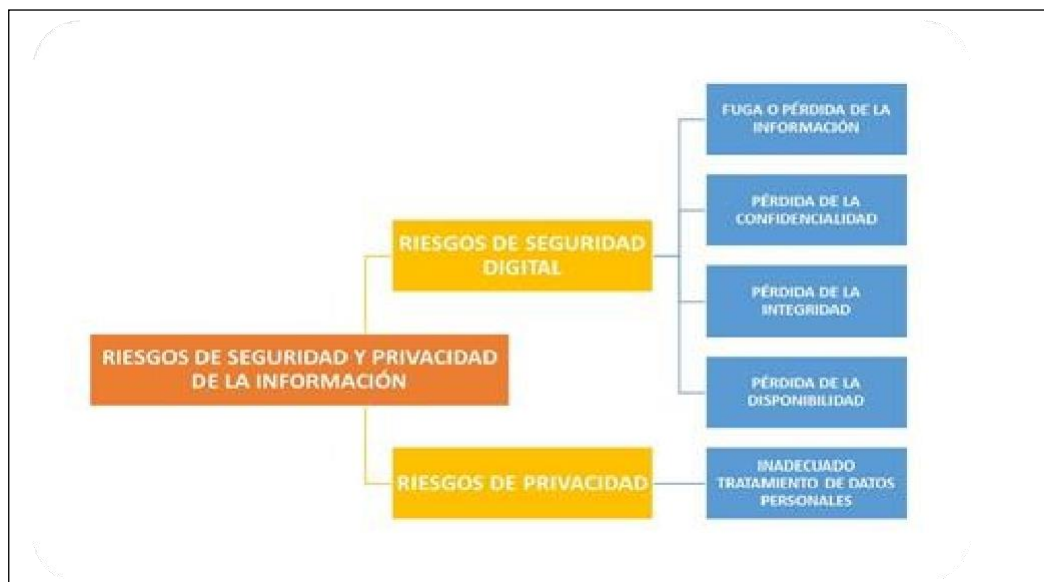 FUGA O PÉRDIDA DE LA
INFORMACIÓN
PÉRDIDA DE LA
CONFIDENCIALIDAD
RIESGOS DE SEGURIDAD
DIGITAL
PÉRDIDA DE LA
INTEGRIDAD
RIESGOS DE SEGURIDAD Y PRIVACIDAD
DE LA INFORMACIÓN
PÉRDIDA DE LA
DISPONIBILIDAD
RIESGOS DE PRIVACIDAD
INADECUADO
TRATAMIENTO DE DATOS
PERSONALES